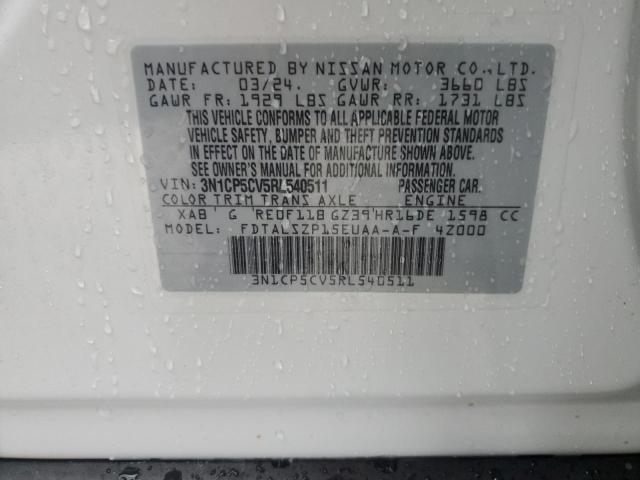 MANUFACTURED BY NISSAN MOTOR CO.,LTD.
DATE: 03/24. GVWR: 3660 LBS
GAWR FR: 1929 LBS GAWR RR: 1731 LBS
THIS VEHICLE CONFORMS TO ALL APPLICABLE FEDERAL MOTOR
VEHICLE SAFETY, BUMPER AND THEFT PREVENTION STANDARDS
IN EFFECT ON THE DATE OF MANUFACTURE SHOWN ABOVE.
SEE OWNER'S MANUAL FOR ADDITIONAL INFORMATION
VIN: 3N1CP5CV5RL540511 PASSENGER CAR.
COLOR TRIM TRANS AXLE ENGINE
XAB G RE0F11B GZ39 HR16DE 1598 CC
MODEL: FDTALSZP15EUAA-A-F 4Z000
3N1CP5CV5RL540511